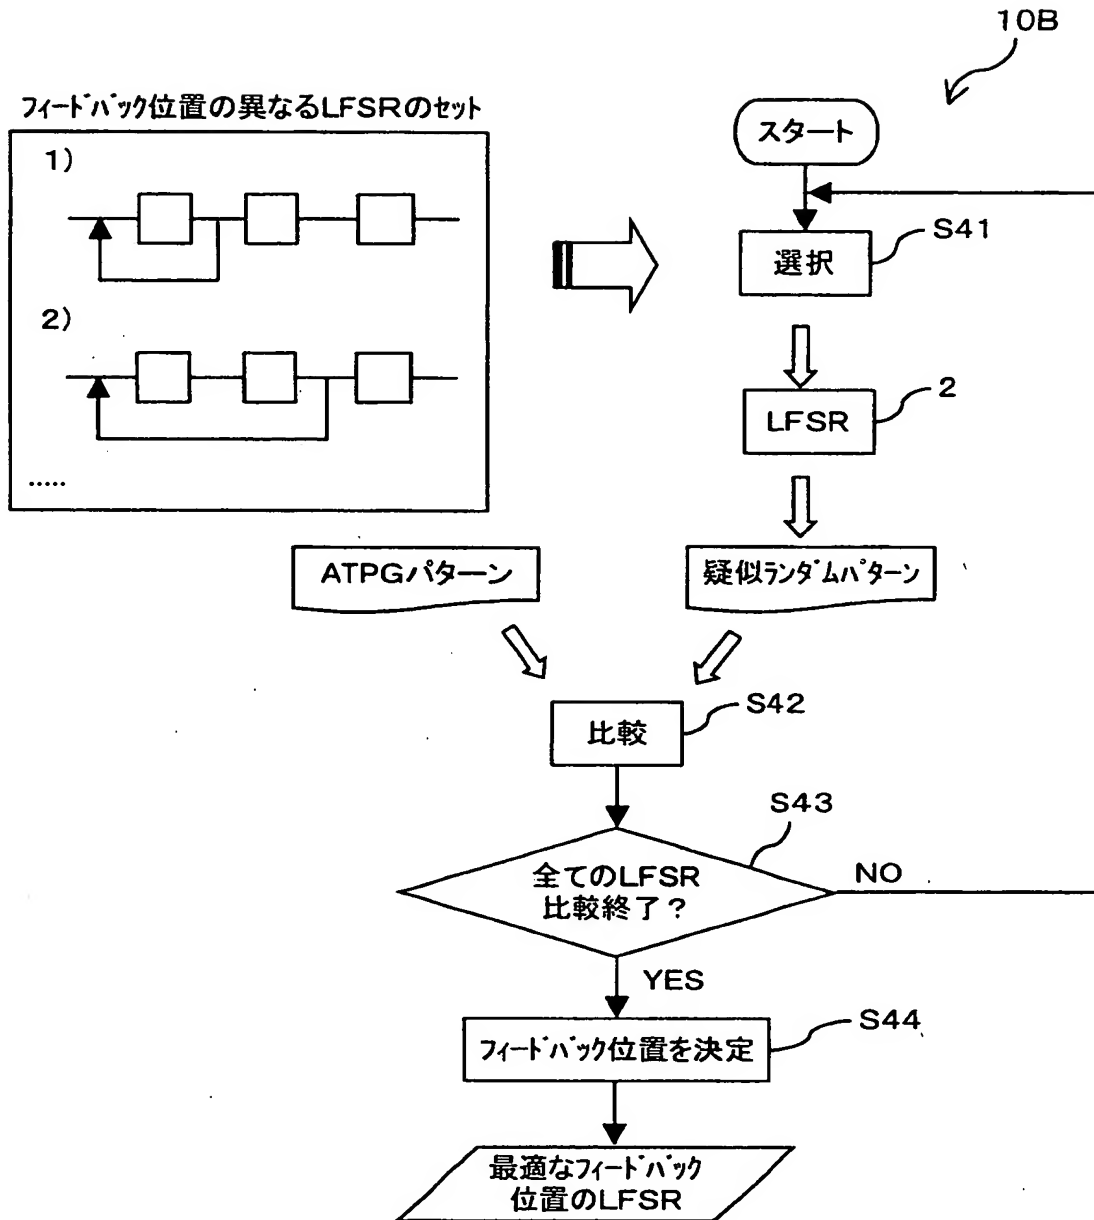 10B
フィードバック位置の異なるLFSRのセット
1)
2)
.....
スタート
選択
S41
LFSR
2
ATPGパターン
疑似ランダムパターン
比較
S42
全てのLFSR
比較終了?
S43
NO
YES
フィードバック位置を決定
S44
最適なフィードバック
位置のLFSR